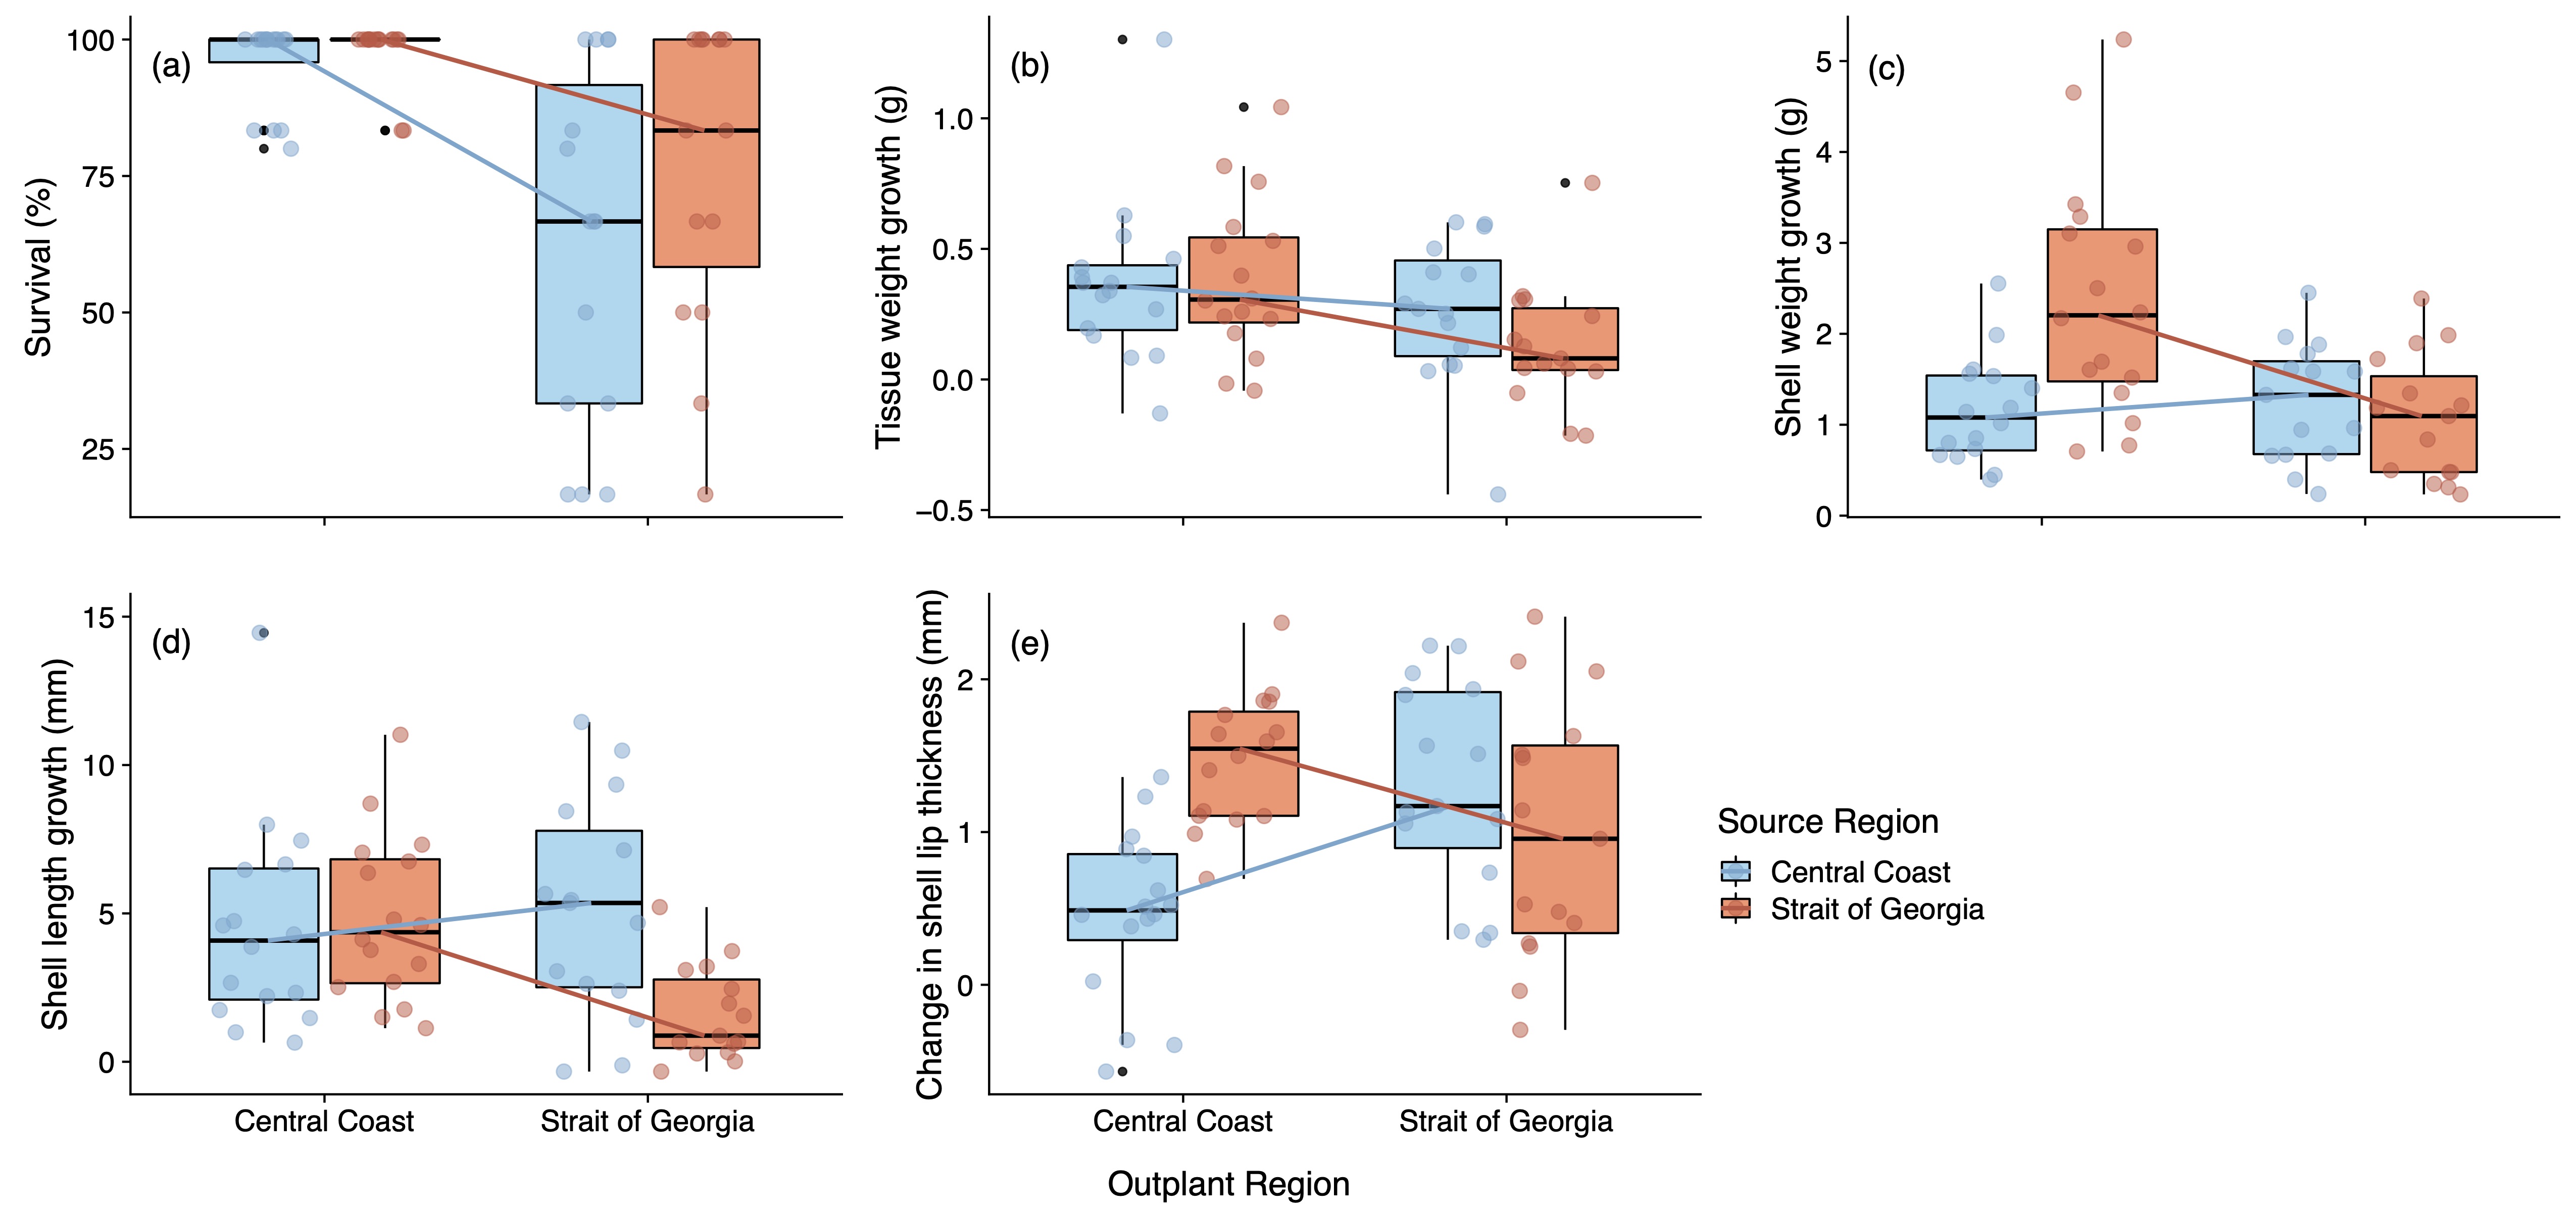 (a)
Survival (%)
100
75
50
25
(b)
Tissue weight growth (g)
1.0
0.5
0.0
−0.5
(c)
Shell weight growth (g)
5
4
3
2
1
0
(d)
Shell length growth (mm)
15
10
5
0
Central Coast
Strait of Georgia
(e)
Change in shell lip thickness (mm)
2
1
0
Central Coast
Strait of Georgia
Source Region
Central Coast
Strait of Georgia
Outplant Region